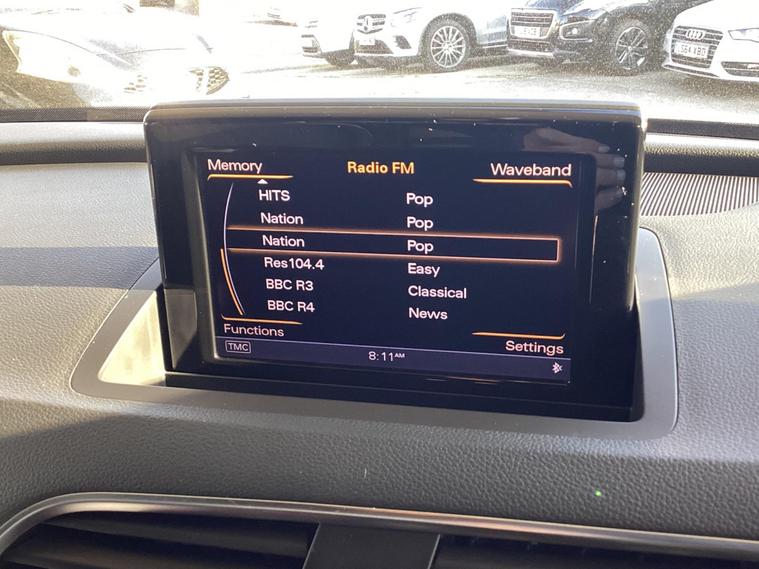 Memory Radio FM Waveband
HITS Pop
Nation Pop
Nation Pop
Res104.4 Easy
BBC R3 Classical
BBC R4 News
Functions Settings
TMC 8:11AM